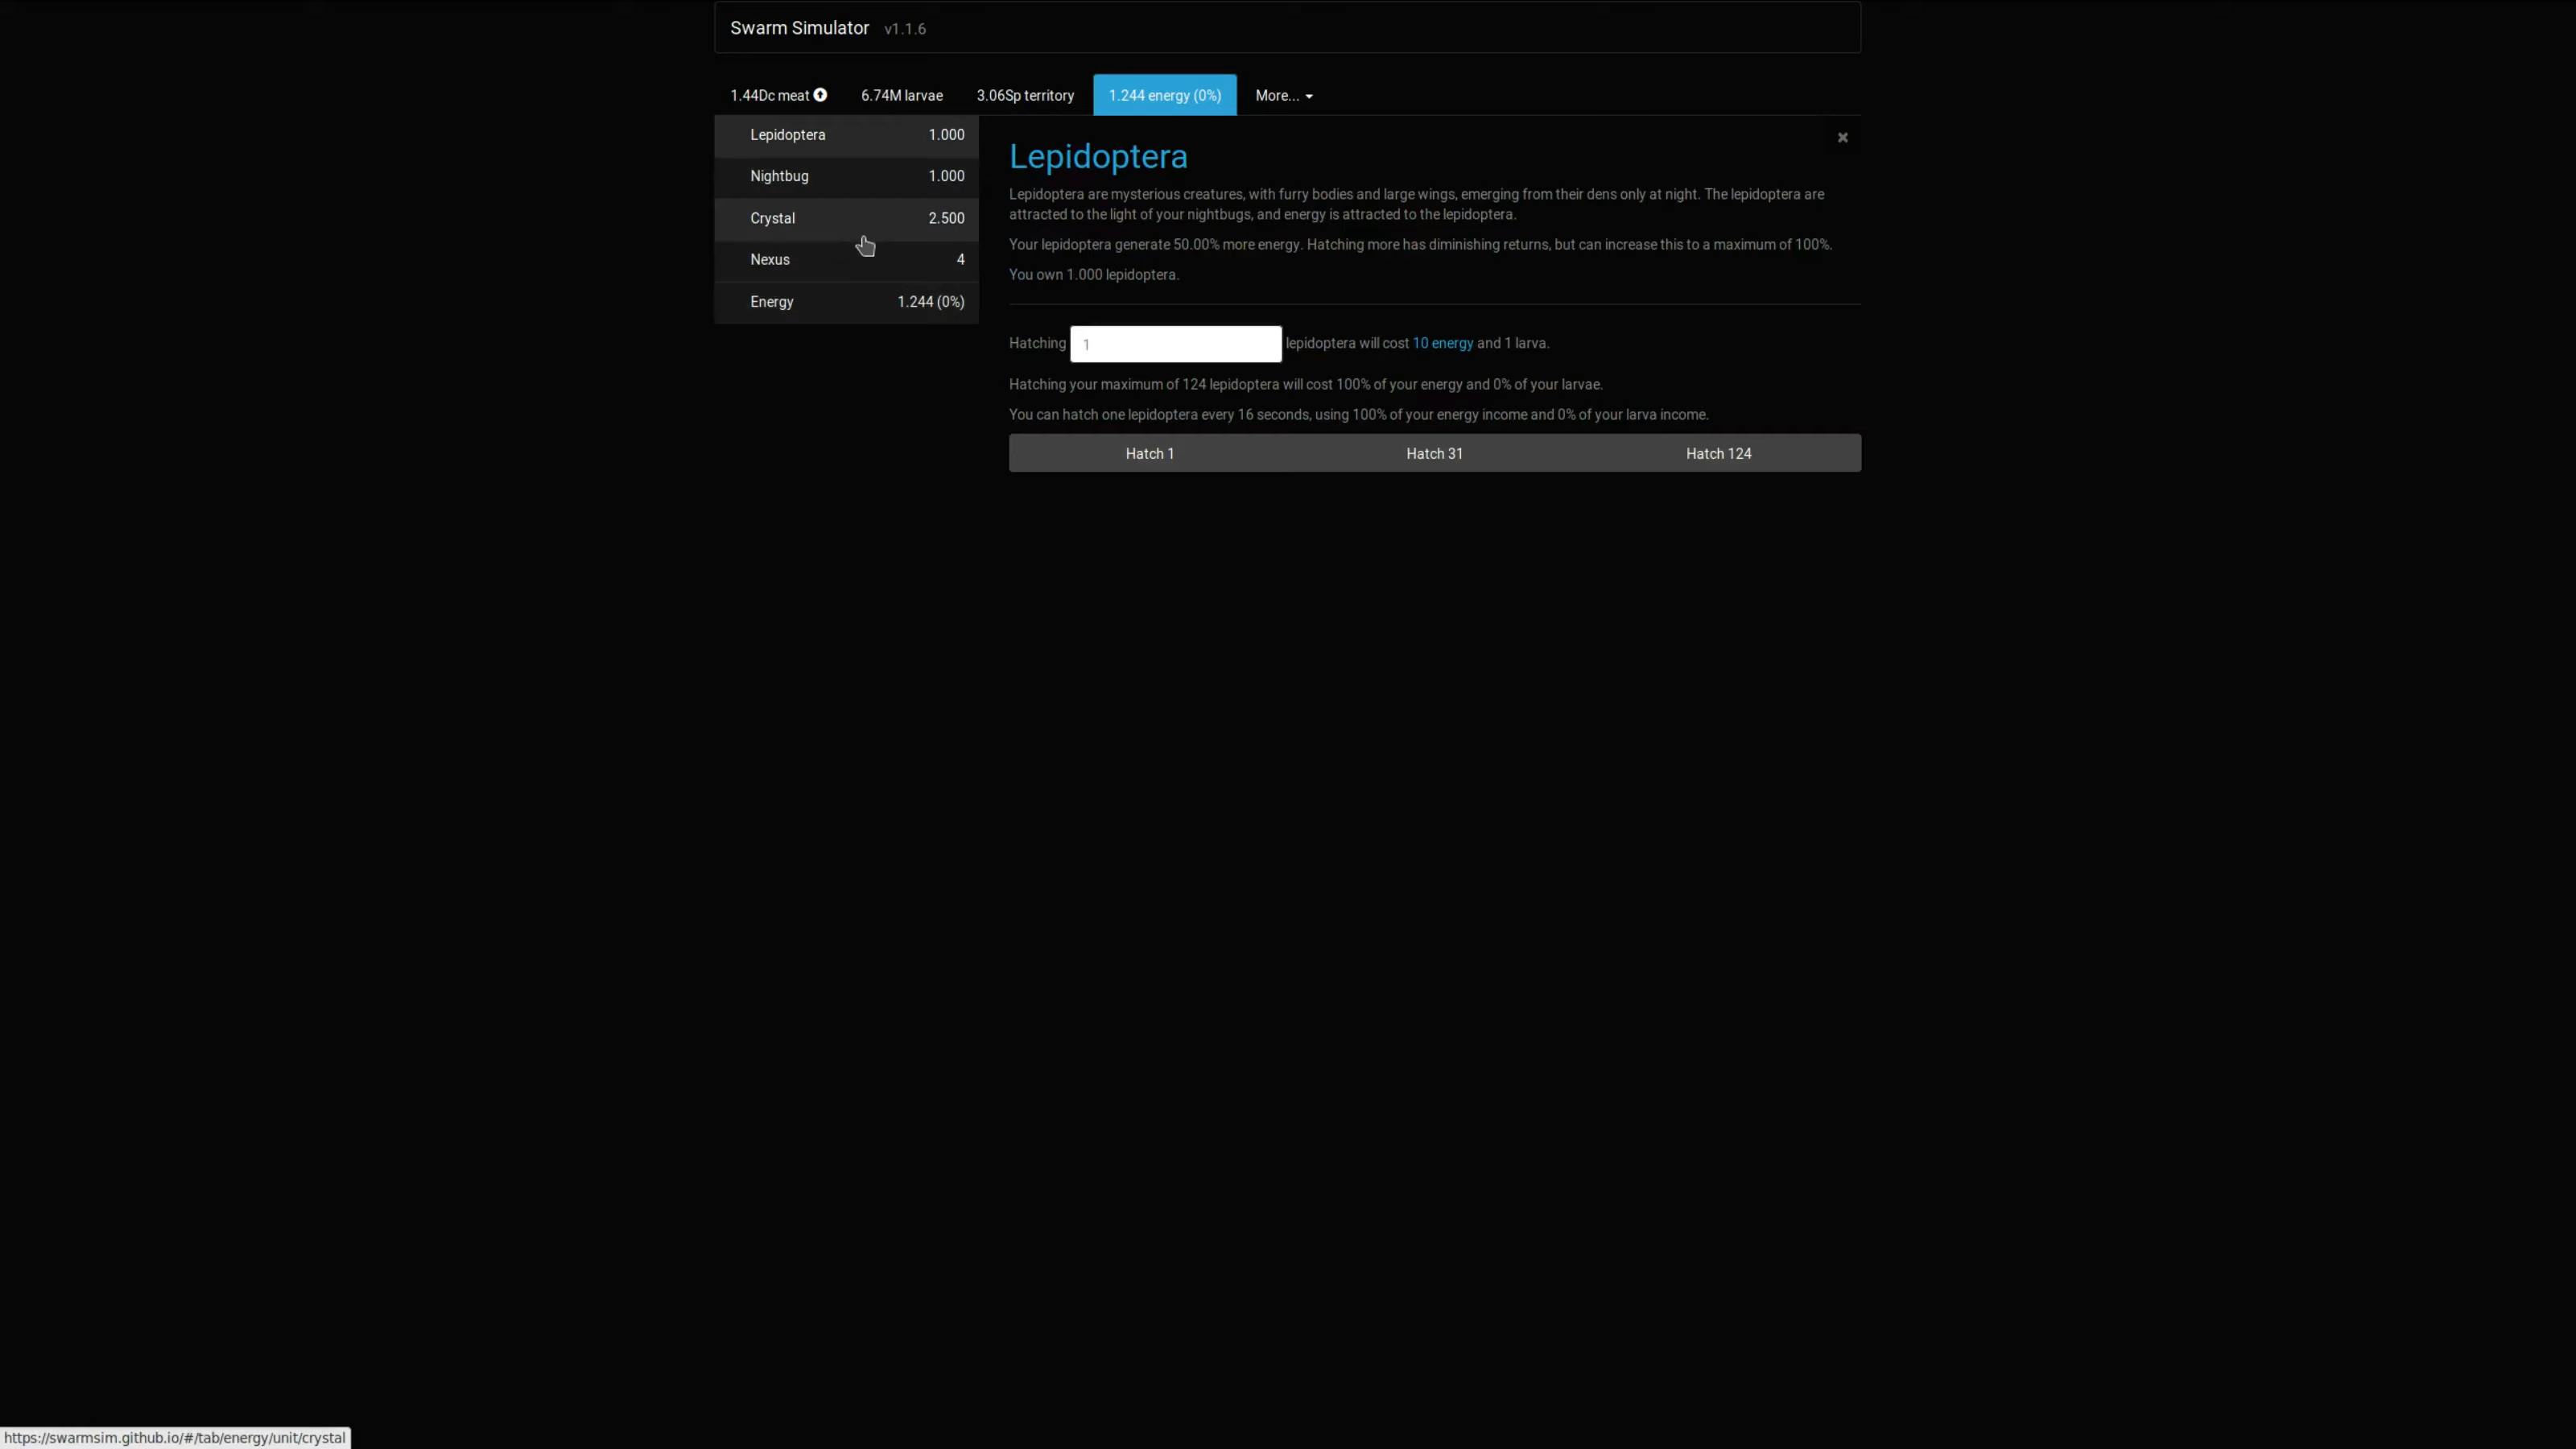 Swarm Simulator v1.1.6
1.44Dc meat 6.74M larvae 3.06Sp territory 1.244 energy (0%) More...
Lepidoptera 1.000
Nightbug 1.000
Crystal 2.500
Nexus 4
Energy 1.244 (0%)
Lepidoptera
Lepidoptera are mysterious creatures, with furry bodies and large wings, emerging from their dens only at night. The lepidoptera are
attracted to the light of your nightbugs, and energy is attracted to the lepidoptera.
Your lepidoptera generate 50.00% more energy. Hatching more has diminishing returns, but can increase this to a maximum of 100%.
You own 1.000 lepidoptera.
Hatching 1 lepidoptera will cost 10 energy and 1 larva.
Hatching your maximum of 124 lepidoptera will cost 100% of your energy and 0% of your larvae.
You can hatch one lepidoptera every 16 seconds, using 100% of your energy income and 0% of your larva income.
Hatch 1 Hatch 31 Hatch 124
https://swarmsim.github.io/#/tab/energy/unit/crystal